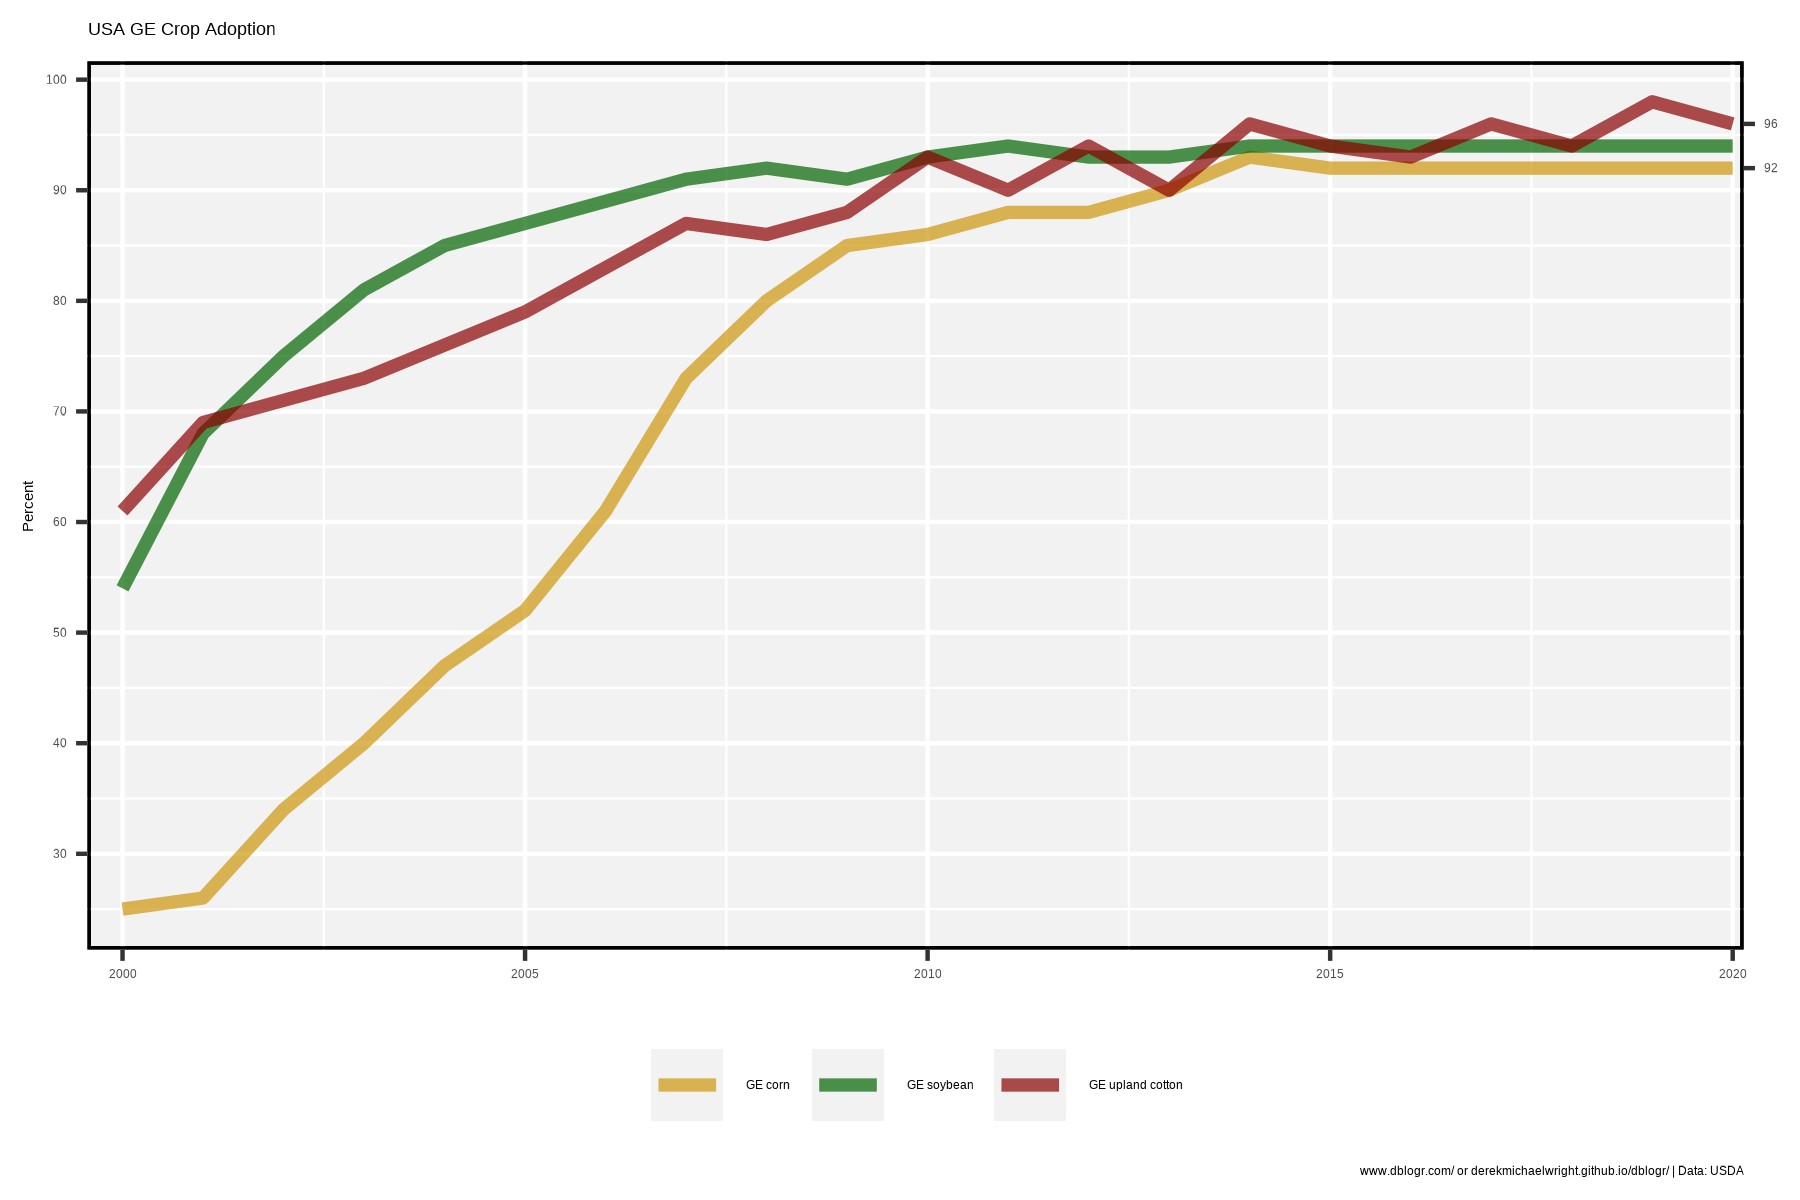 USA GE Crop Adoption
Percent
100
90
80
70
60
50
40
30
96
92
2000
2005
2010
2015
2020
GE corn
GE soybean
GE upland cotton
www.dblogr.com/ or derekmichaelwright.github.io/dblogr/ | Data: USDA